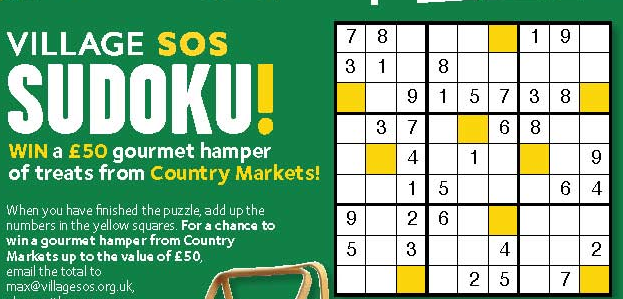 VILLAGE SOS
SUDOKU!
WIN a £50 gourmet hamper
of treats from Country Markets!
When you have finished the puzzle, add up the
numbers in the yellow squares. For a chance to
win a gourmet hamper from Country
Markets up to the value of £50,
email the total to
max@villagesos.org.uk,
7 8 1 9
3 1 8
9 1 5 7 3 8
3 7 6 8
4 1 9
1 5 6 4
9 2 6
5 3 4 2
2 5 7